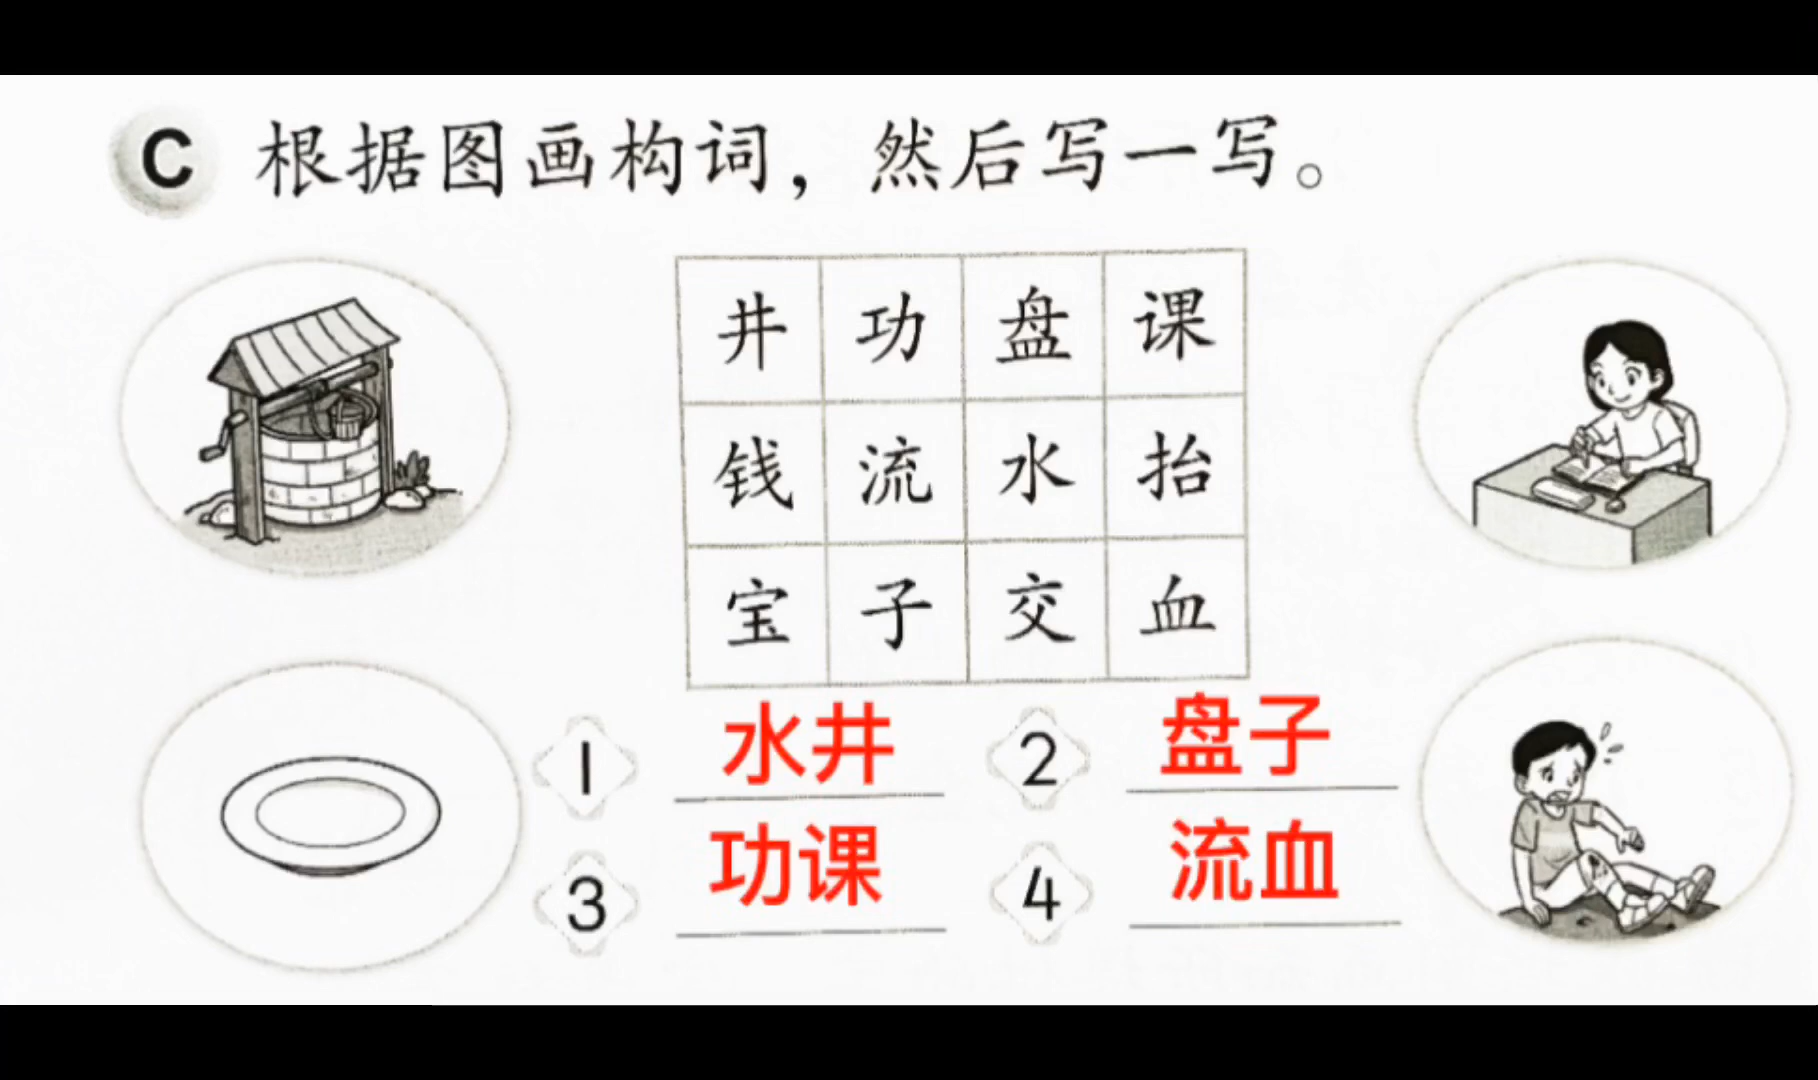 C 根据图画构词，然后写一写。
井 功 盘 课
钱 流 水 抬
宝 子 交 血
1 水井 2 盘子
3 功课 4 流血